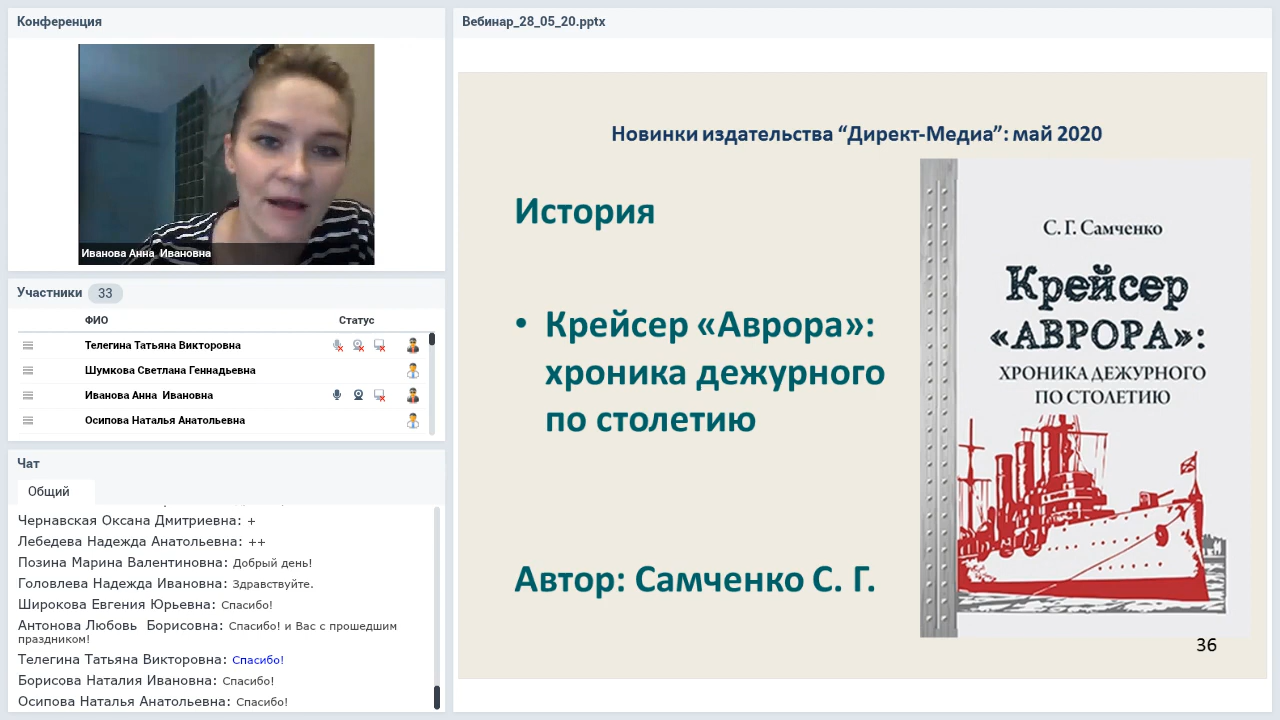 Конференция
Иванова Анна  Ивановна
Участники 33
ФИО Статус
Телегина Татьяна Викторовна
Шумкова Светлана Геннадьевна
Иванова Анна  Ивановна
Осипова Наталья Анатольевна
Чат
Общий
Чернавская Оксана Дмитриевна: +
Лебедева Надежда Анатольевна: ++
Позина Марина Валентиновна: Добрый день!
Головлева Надежда Ивановна: Здравствуйте.
Широкова Евгения Юрьевна: Спасибо!
Антонова Любовь  Борисовна: Спасибо! и Вас с прошедшим
праздником!
Телегина Татьяна Викторовна: Спасибо!
Борисова Наталия Ивановна: Спасибо!
Осипова Наталья Анатольевна: Спасибо!
Вебинар_28_05_20.pptx
Новинки издательства “Директ-Медиа”: май 2020
История
• Крейсер «Аврора»:
хроника дежурного
по столетию
Автор: Самченко С. Г.
С. Г. Самченко
Крейсер
«АВРОРА»:
ХРОНИКА ДЕЖУРНОГО
ПО СТОЛЕТИЮ
36